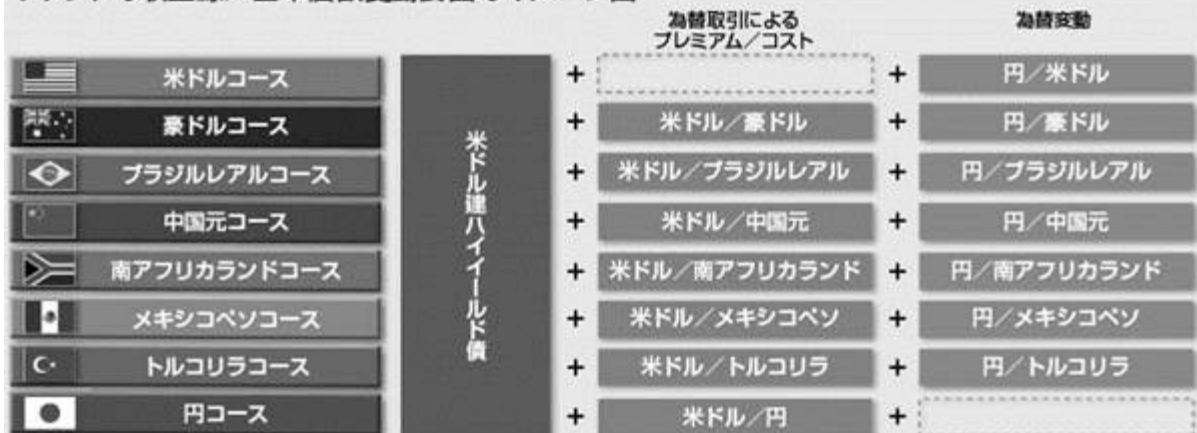 為替取引による
プレミアム／コスト
為替変動
米ドルコース
+
+
円／米ドル
豪ドルコース
+
米ドル／豪ドル
+
円／豪ドル
ブラジルレアルコース
+
米ドル／ブラジルレアル
+
円／ブラジルレアル
中国元コース
+
米ドル／中国元
+
円／中国元
南アフリカランドコース
+
米ドル／南アフリカランド
+
円／南アフリカランド
メキシコペソコース
+
米ドル／メキシコペソ
+
円／メキシコペソ
トルコリラコース
+
米ドル／トルコリラ
+
円／トルコリラ
円コース
+
米ドル／円
+
米ドル建ハイイールド債